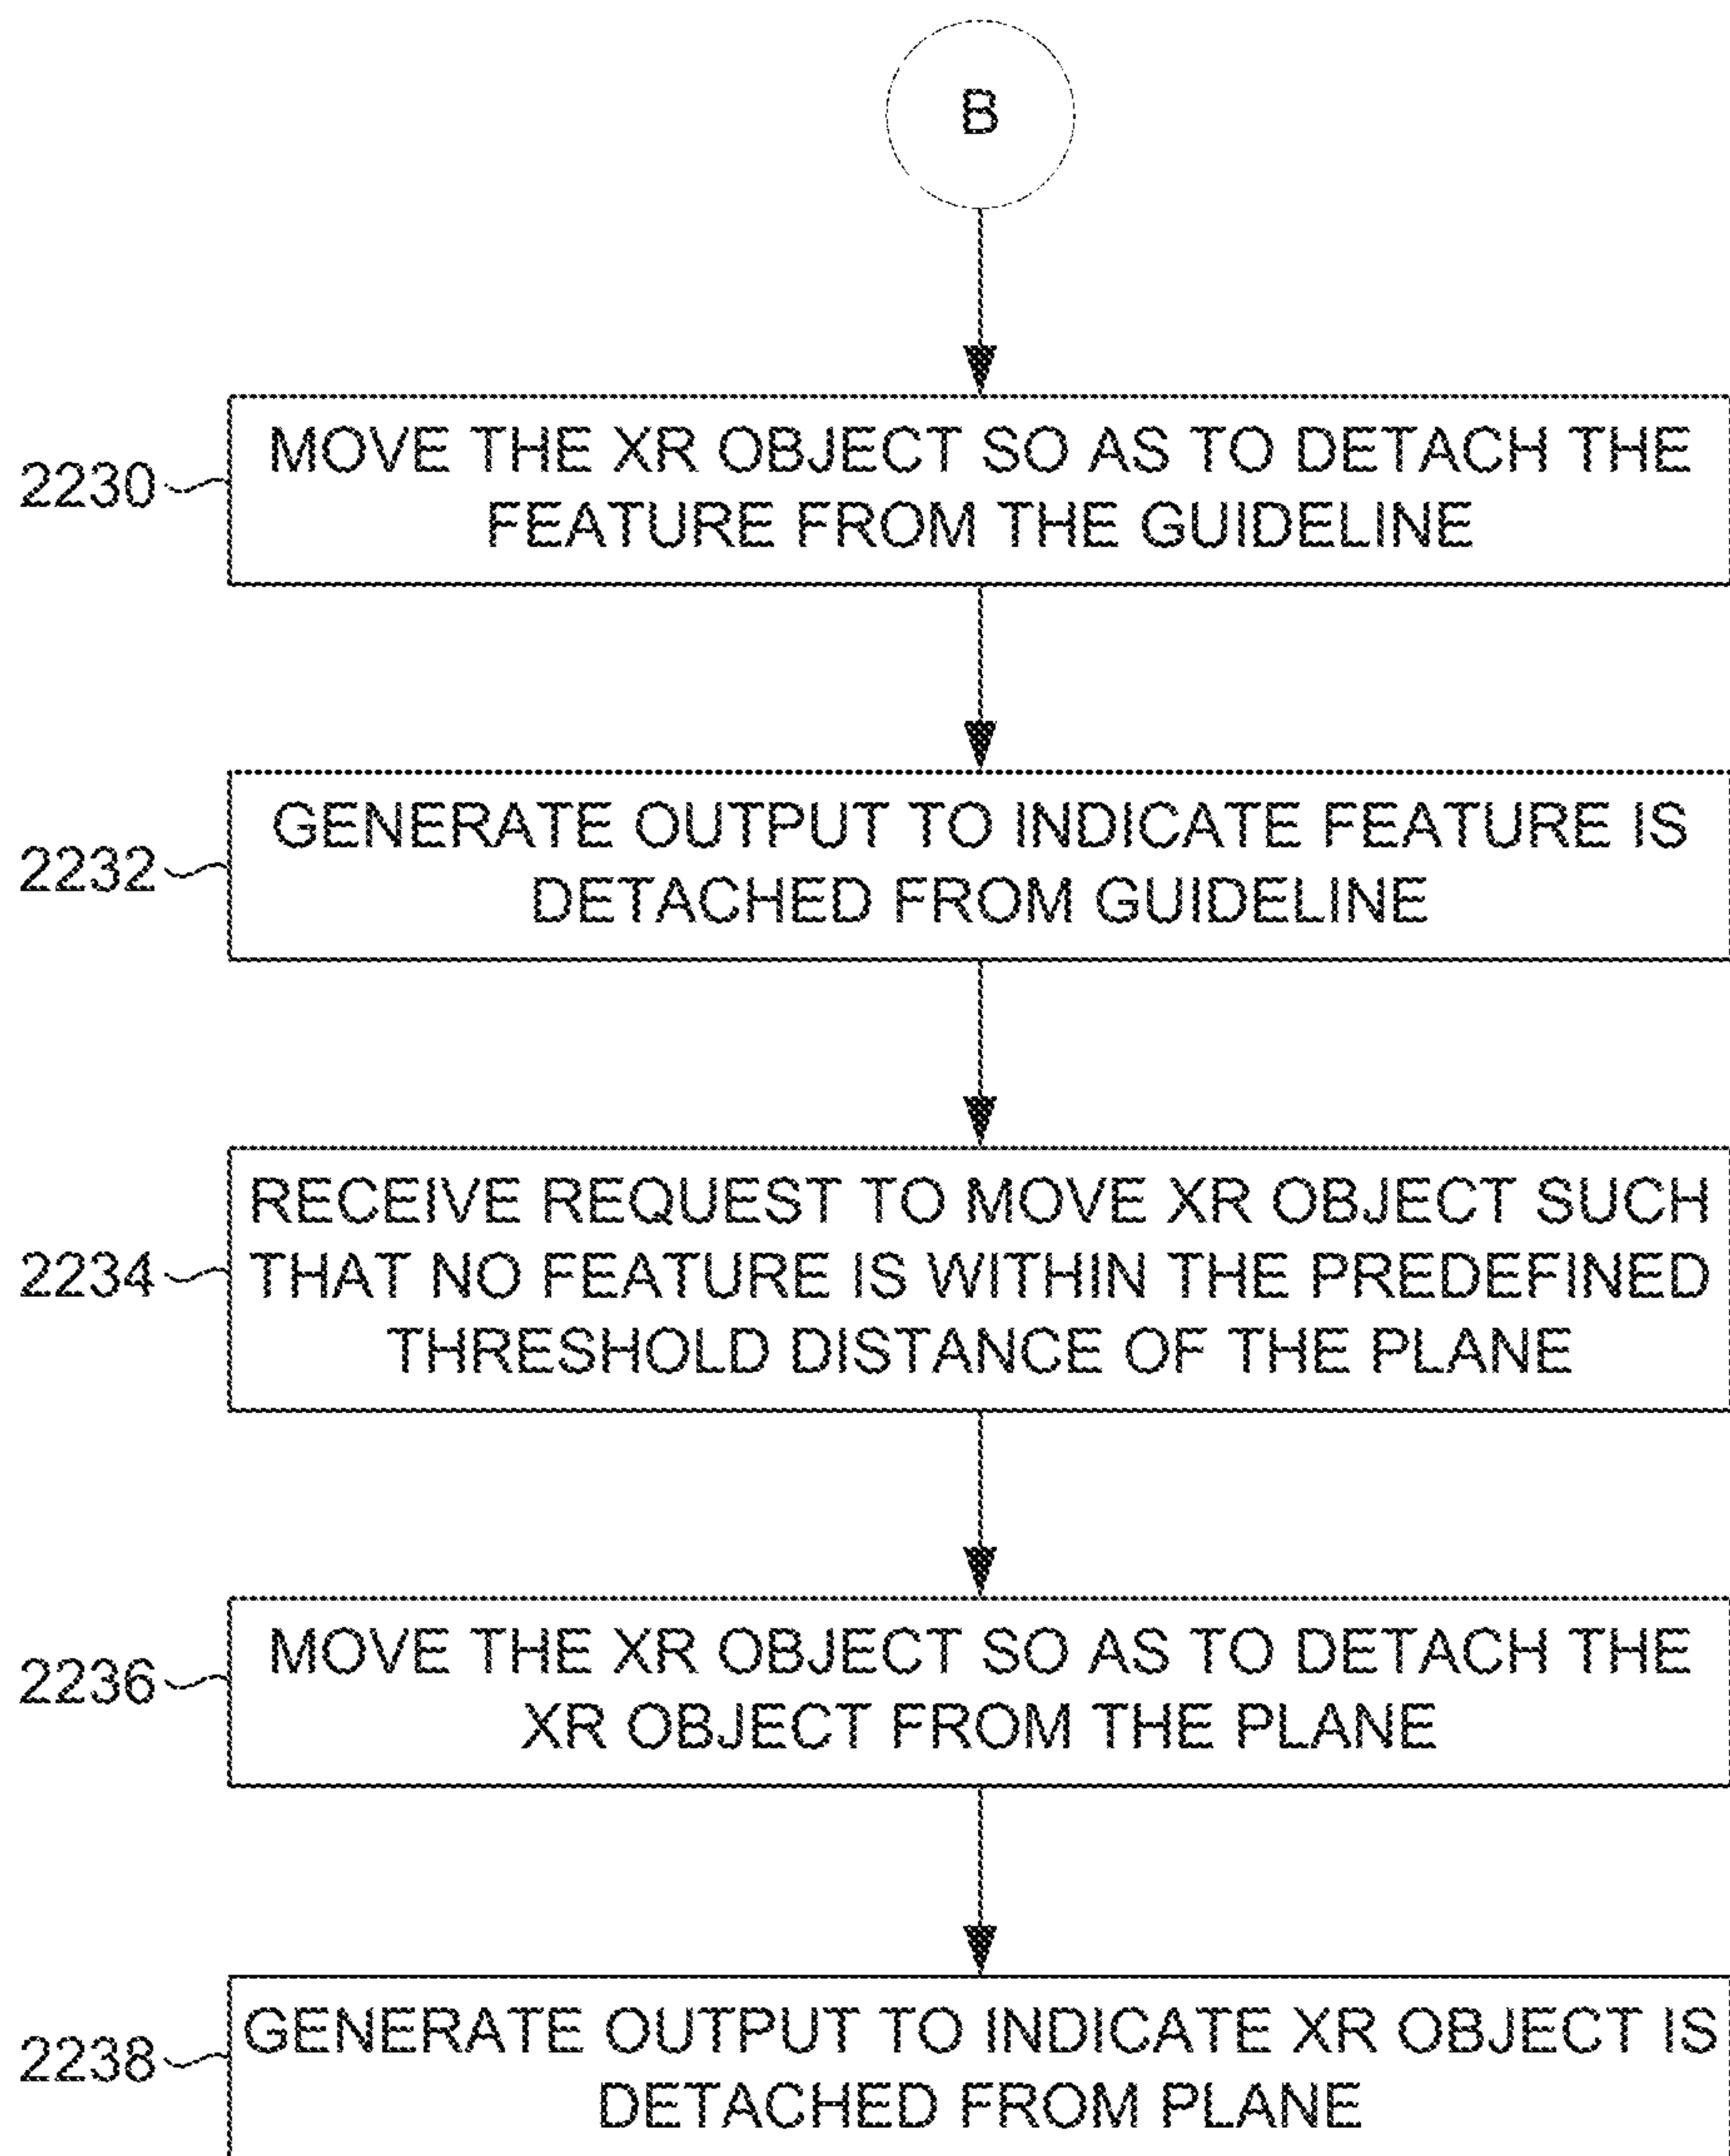 B
2230
MOVE THE XR OBJECT SO AS TO DETACH THE
FEATURE FROM THE GUIDELINE
2232
GENERATE OUTPUT TO INDICATE FEATURE IS
DETACHED FROM GUIDELINE
2234
RECEIVE REQUEST TO MOVE XR OBJECT SUCH
THAT NO FEATURE IS WITHIN THE PREDEFINED
THRESHOLD DISTANCE OF THE PLANE
2236
MOVE THE XR OBJECT SO AS TO DETACH THE
XR OBJECT FROM THE PLANE
2238
GENERATE OUTPUT TO INDICATE XR OBJECT IS
DETACHED FROM PLANE